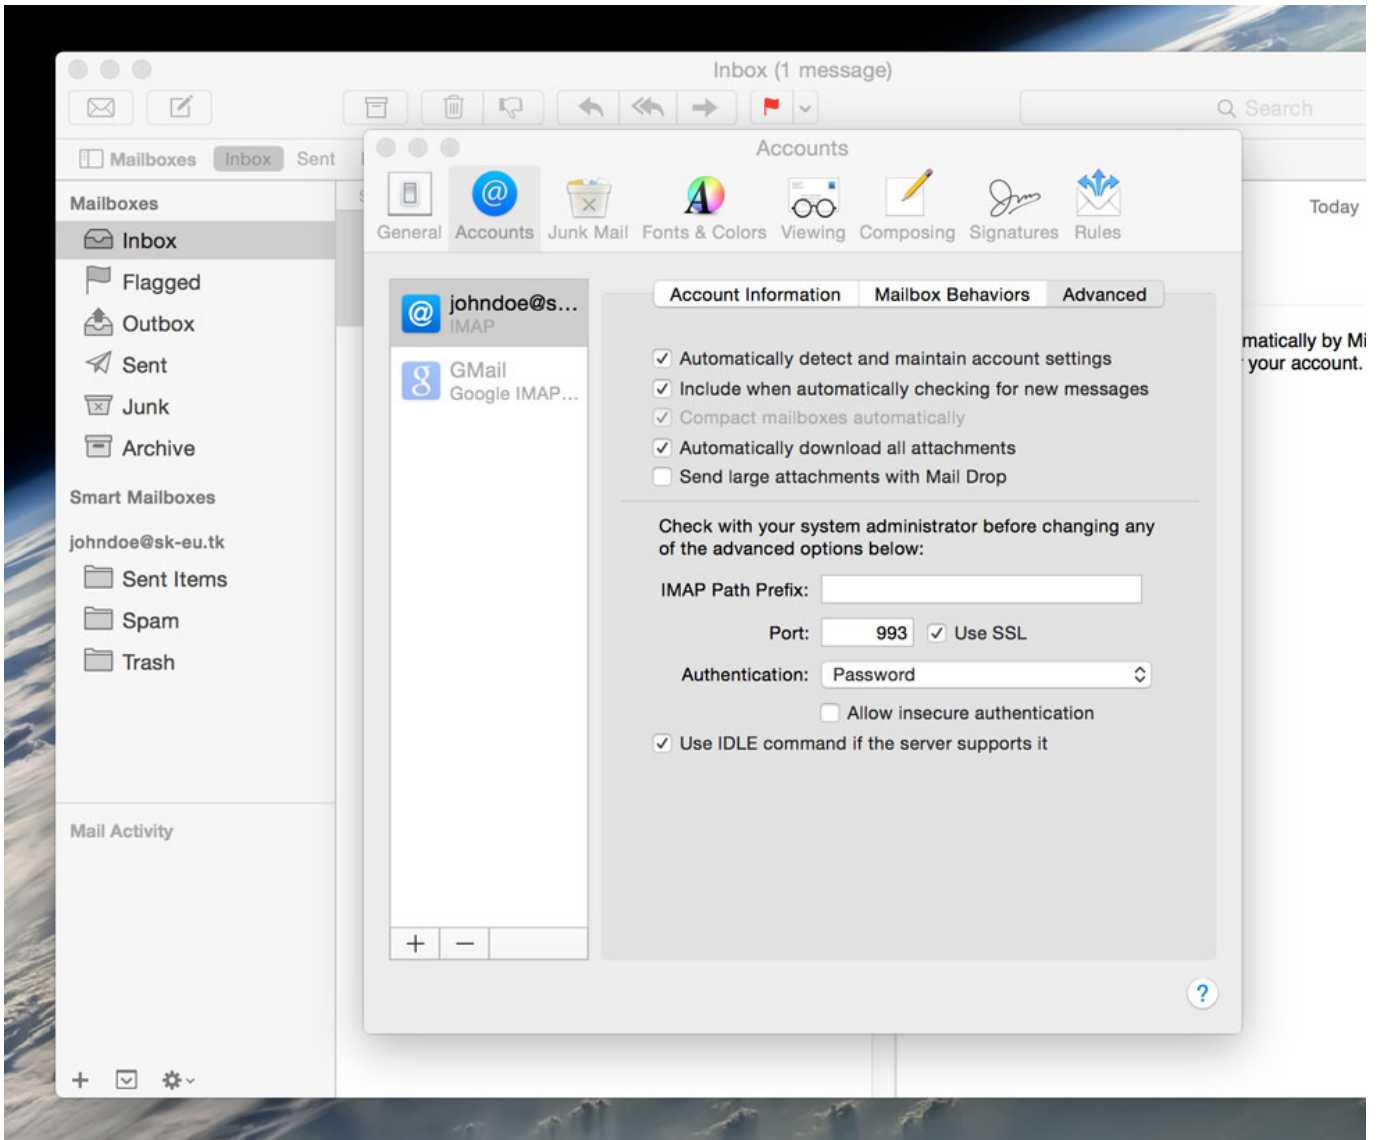 Inbox (1 message)
Search
Mailboxes Inbox Sent
Accounts
General Accounts Junk Mail Fonts & Colors Viewing Composing Signatures Rules
Mailboxes
Inbox
Flagged
Outbox
Sent
Junk
Archive
Smart Mailboxes
johndoe@sk-eu.tk
Sent Items
Spam
Trash
Mail Activity
johndoe@s...
IMAP
GMail
Google IMAP...
Account Information Mailbox Behaviors Advanced
Automatically detect and maintain account settings
Include when automatically checking for new messages
Compact mailboxes automatically
Automatically download all attachments
Send large attachments with Mail Drop
Check with your system administrator before changing any
of the advanced options below:
IMAP Path Prefix:
Port: 993 Use SSL
Authentication: Password
Allow insecure authentication
Use IDLE command if the server supports it
?
Today
matically by Mi
your account.